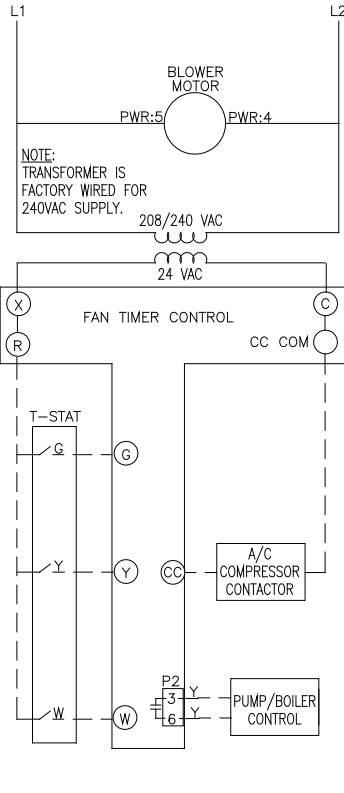 L1 L2
BLOWER
MOTOR
PWR:5 PWR:4
NOTE:
TRANSFORMER IS
FACTORY WIRED FOR
240VAC SUPPLY.
208/240 VAC
24 VAC
X C
FAN TIMER CONTROL
R CC COM
T-STAT
G G
Y Y CC
A/C
COMPRESSOR
CONTACTOR
P2
3 Y
6 Y
PUMP/BOILER
CONTROL
W W